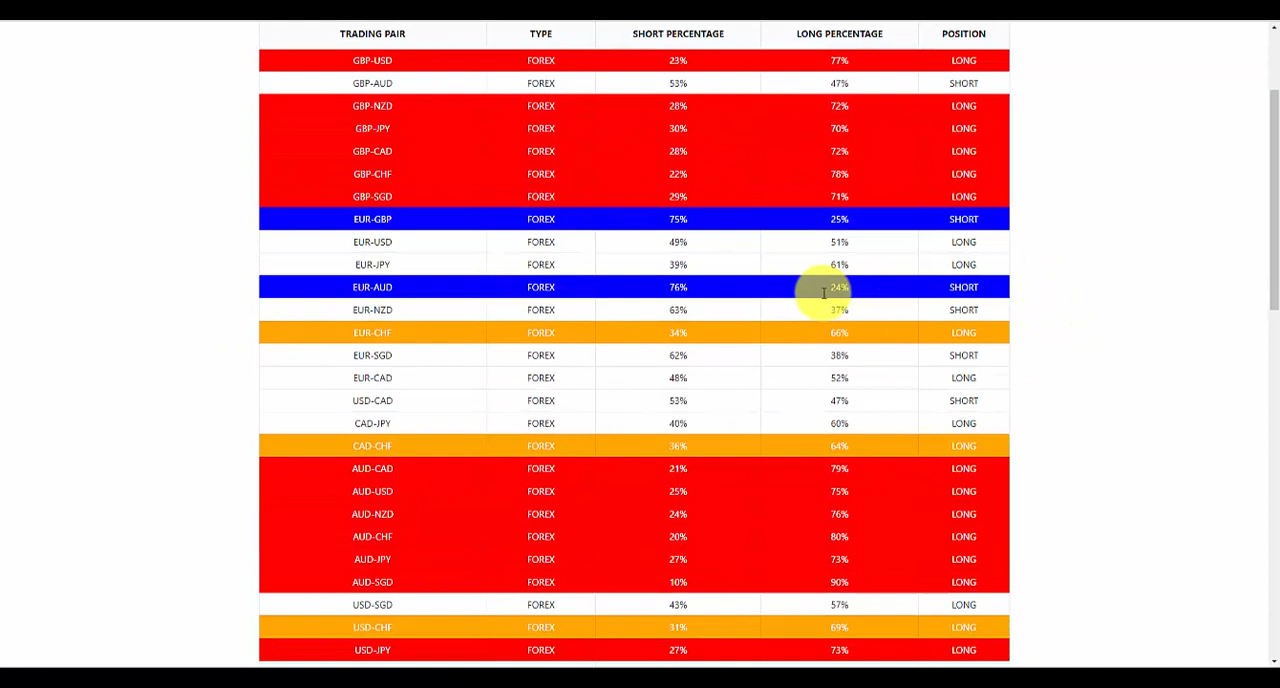 TRADING PAIR TYPE SHORT PERCENTAGE LONG PERCENTAGE POSITION
GBP-USD FOREX 23% 77% LONG
GBP-AUD FOREX 53% 47% SHORT
GBP-NZD FOREX 28% 72% LONG
GBP-JPY FOREX 30% 70% LONG
GBP-CAD FOREX 28% 72% LONG
GBP-CHF FOREX 22% 78% LONG
GBP-SGD FOREX 29% 71% LONG
EUR-GBP FOREX 75% 25% SHORT
EUR-USD FOREX 49% 51% LONG
EUR-JPY FOREX 39% 61% LONG
EUR-AUD FOREX 76% 24% SHORT
EUR-NZD FOREX 63% 37% SHORT
EUR-CHF FOREX 34% 66% LONG
EUR-SGD FOREX 62% 38% SHORT
EUR-CAD FOREX 48% 52% LONG
USD-CAD FOREX 53% 47% SHORT
CAD-JPY FOREX 40% 60% LONG
CAD-CHF FOREX 36% 64% LONG
AUD-CAD FOREX 21% 79% LONG
AUD-USD FOREX 25% 75% LONG
AUD-NZD FOREX 24% 76% LONG
AUD-CHF FOREX 20% 80% LONG
AUD-JPY FOREX 27% 73% LONG
AUD-SGD FOREX 10% 90% LONG
USD-SGD FOREX 43% 57% LONG
USD-CHF FOREX 31% 69% LONG
USD-JPY FOREX 27% 73% LONG